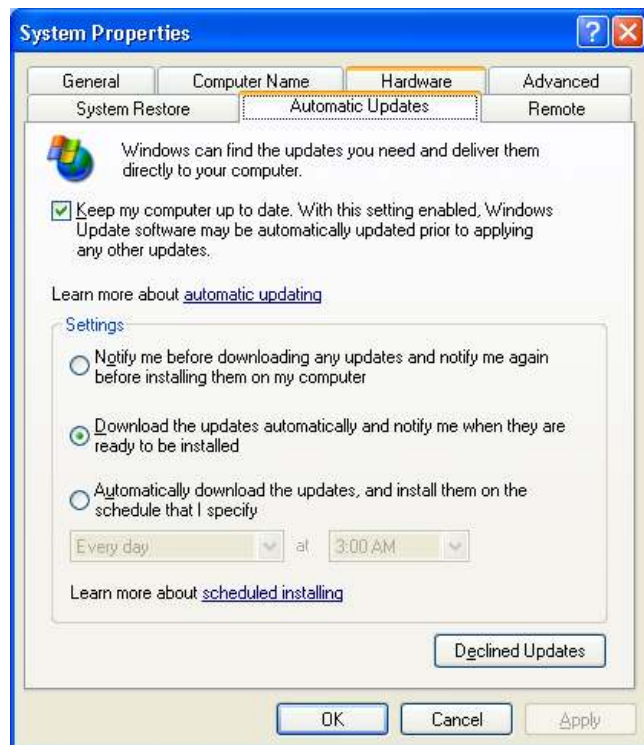 System Properties
General
Computer Name
Hardware
Advanced
System Restore
Automatic Updates
Remote
Windows can find the updates you need and deliver them
directly to your computer.
Keep my computer up to date. With this setting enabled, Windows
Update software may be automatically updated prior to applying
any other updates.
Learn more about automatic updating
Settings
Notify me before downloading any updates and notify me again
before installing them on my computer
Download the updates automatically and notify me when they are
ready to be installed
Automatically download the updates, and install them on the
schedule that I specify
Every day at 3:00 AM
Learn more about scheduled installing
Declined Updates
OK
Cancel
Apply